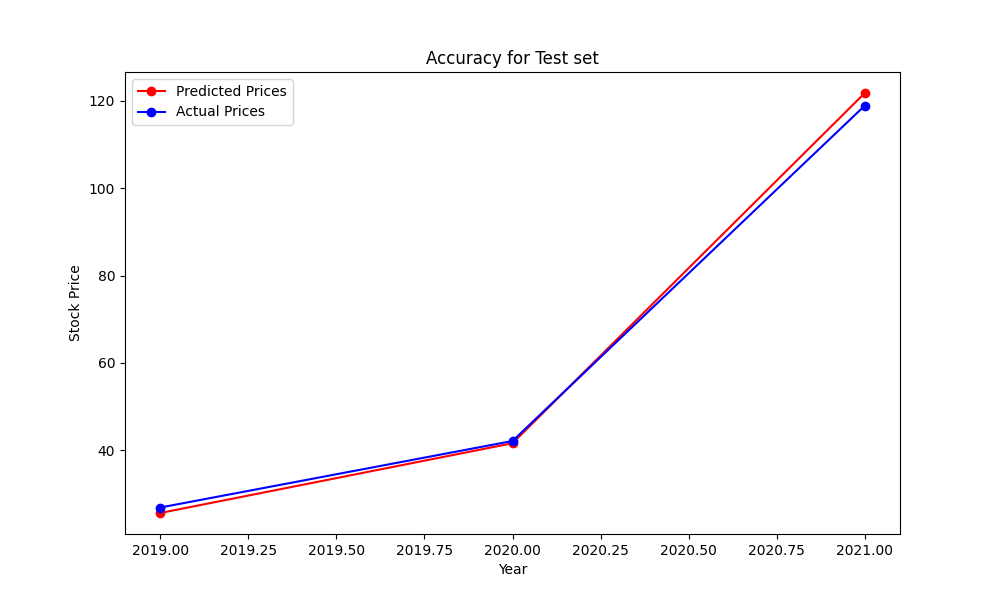 Accuracy for Test set
Predicted Prices
Actual Prices
120
100
80
60
40
Stock Price
2019.00 2019.25 2019.50 2019.75 2020.00 2020.25 2020.50 2020.75 2021.00
Year